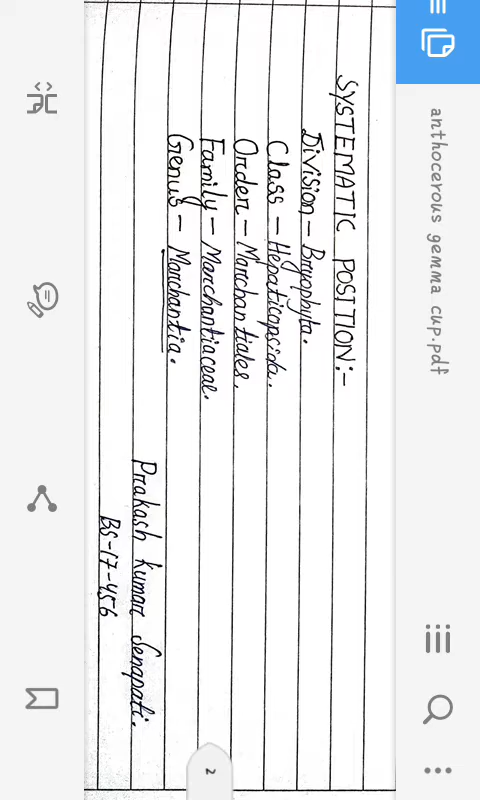 anthocerous gemma cup.pdf
SYSTEMATIC POSITION:-
Division - Bryophyta.
Class - Hepaticopsida.
Order - Marchantiales.
Family - Marchantiaceae.
Genus - Marchantia.
Prakash Kumar Senapati.
BS-17-456
2